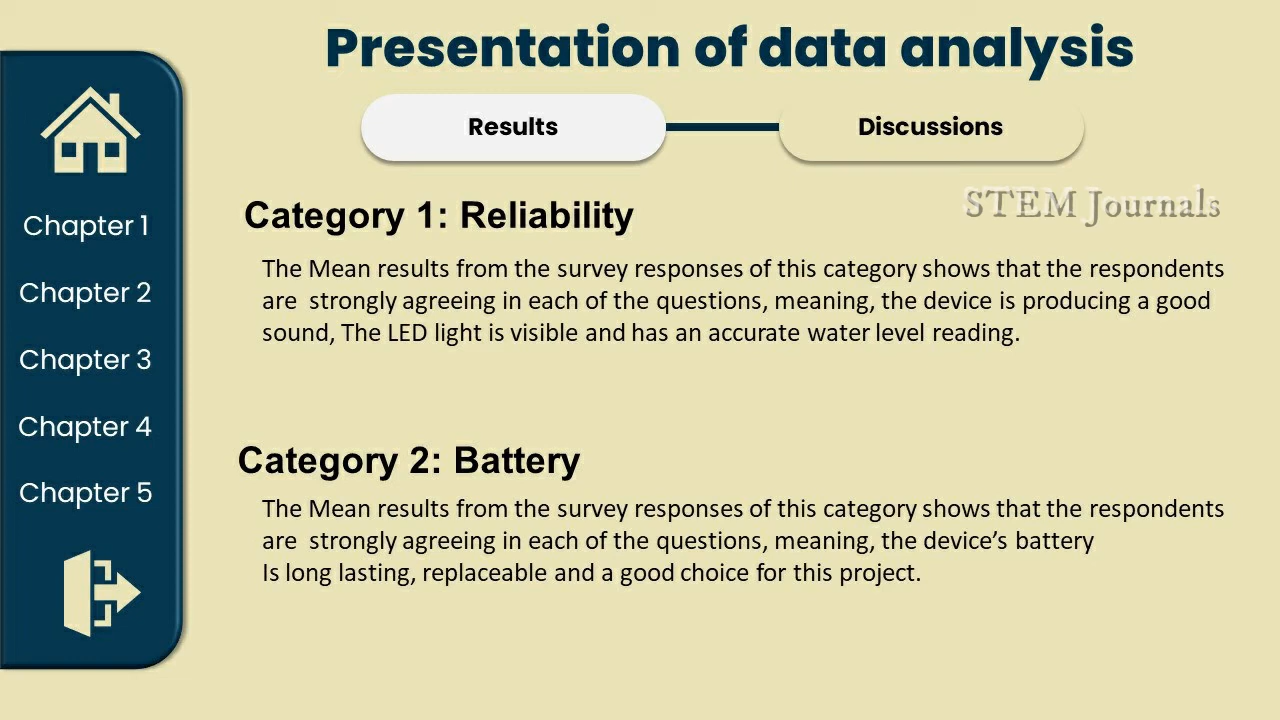 Presentation of data analysis
Results
Discussions
STEM Journals
Chapter 1
Chapter 2
Chapter 3
Chapter 4
Chapter 5
Category 1: Reliability
The Mean results from the survey responses of this category shows that the respondents
are  strongly agreeing in each of the questions, meaning, the device is producing a good
sound, The LED light is visible and has an accurate water level reading.
Category 2: Battery
The Mean results from the survey responses of this category shows that the respondents
are  strongly agreeing in each of the questions, meaning, the device’s battery
Is long lasting, replaceable and a good choice for this project.